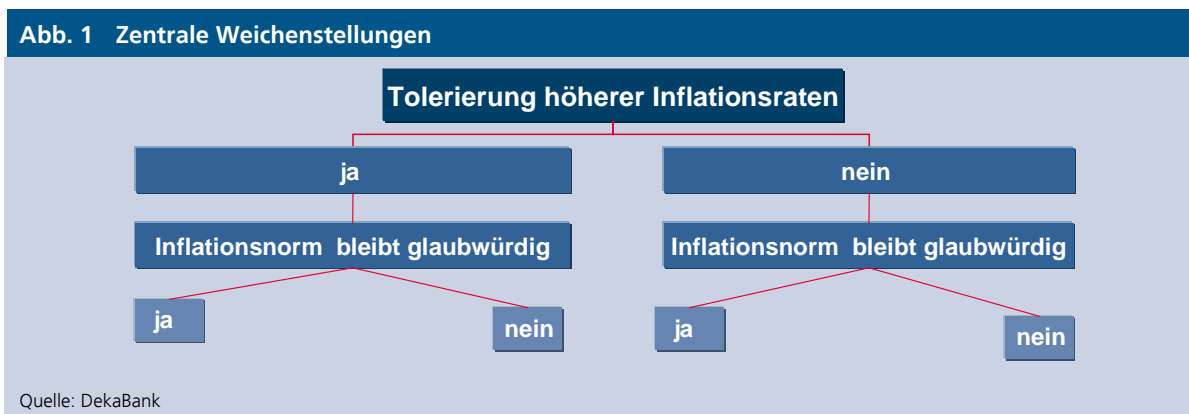 Abb. 1 Zentrale Weichenstellungen
Tolerierung höherer Inflationsraten
ja
nein
Inflationsnorm bleibt glaubwürdig
Inflationsnorm bleibt glaubwürdig
ja
nein
ja
nein
Quelle: DekaBank